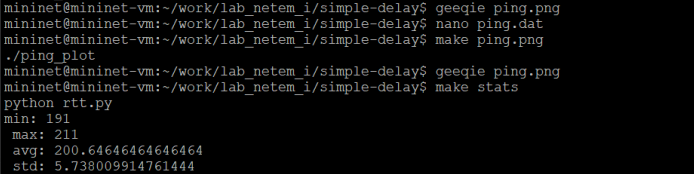 mininet@mininet-vm:~/work/lab_netem_i/simple-delay$ geeqie ping.png
mininet@mininet-vm:~/work/lab_netem_i/simple-delay$ nano ping.dat
mininet@mininet-vm:~/work/lab_netem_i/simple-delay$ make ping.png
./ping_plot
mininet@mininet-vm:~/work/lab_netem_i/simple-delay$ geeqie ping.png
mininet@mininet-vm:~/work/lab_netem_i/simple-delay$ make stats
python rtt.py
min: 191
max: 211
avg: 200.64646464646464
std: 5.738009914761444